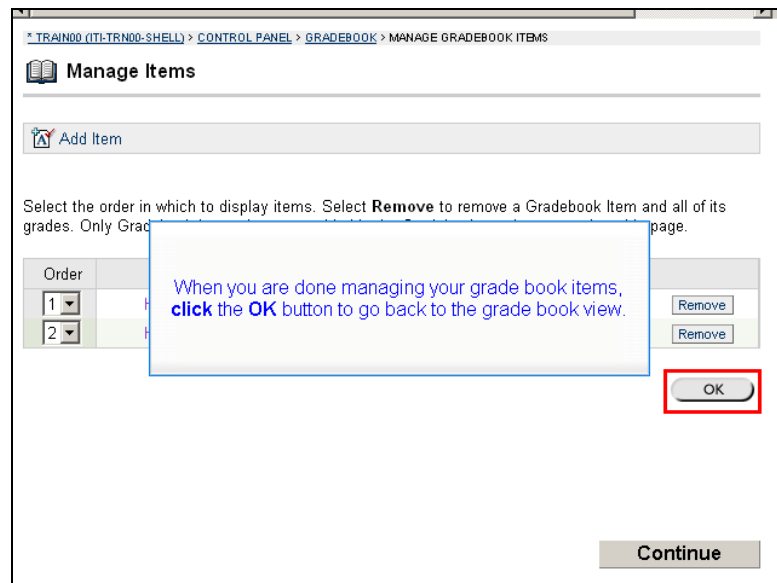 * TRAIN00 (ITI-TRN00-SHELL) > CONTROL PANEL > GRADEBOOK > MANAGE GRADEBOOK ITEMS
Manage Items
Add Item
Select the order in which to display items. Select Remove to remove a Gradebook Item and all of its
grades. Only page.
Order
When you are done managing your grade book items,
click the OK button to go back to the grade book view.
1 Remove
2 Remove
OK
Continue